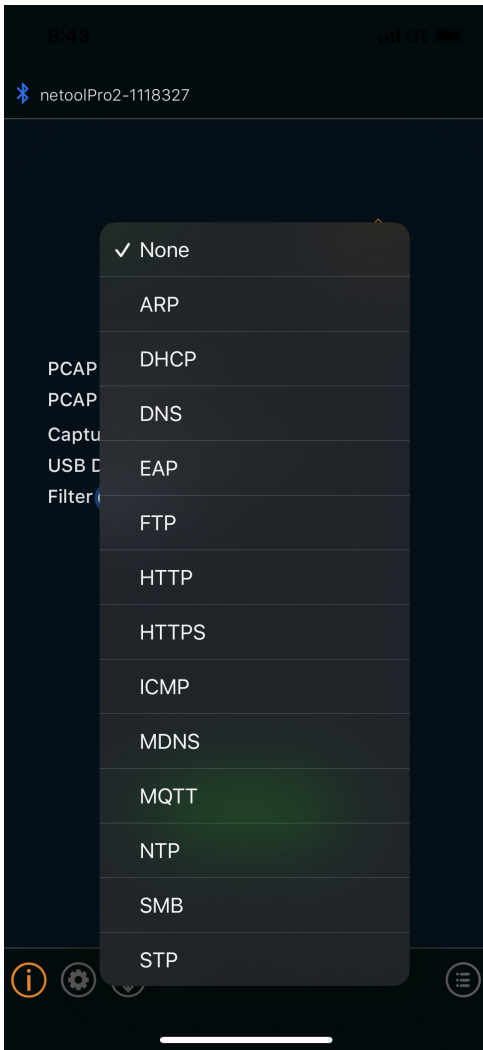 8:43 LTE
netoolPro2-1118327
None
ARP
DHCP
PCAP
DNS
PCAP
Captu
EAP
USB D
Filter
FTP
HTTP
HTTPS
ICMP
MDNS
MQTT
NTP
SMB
STP